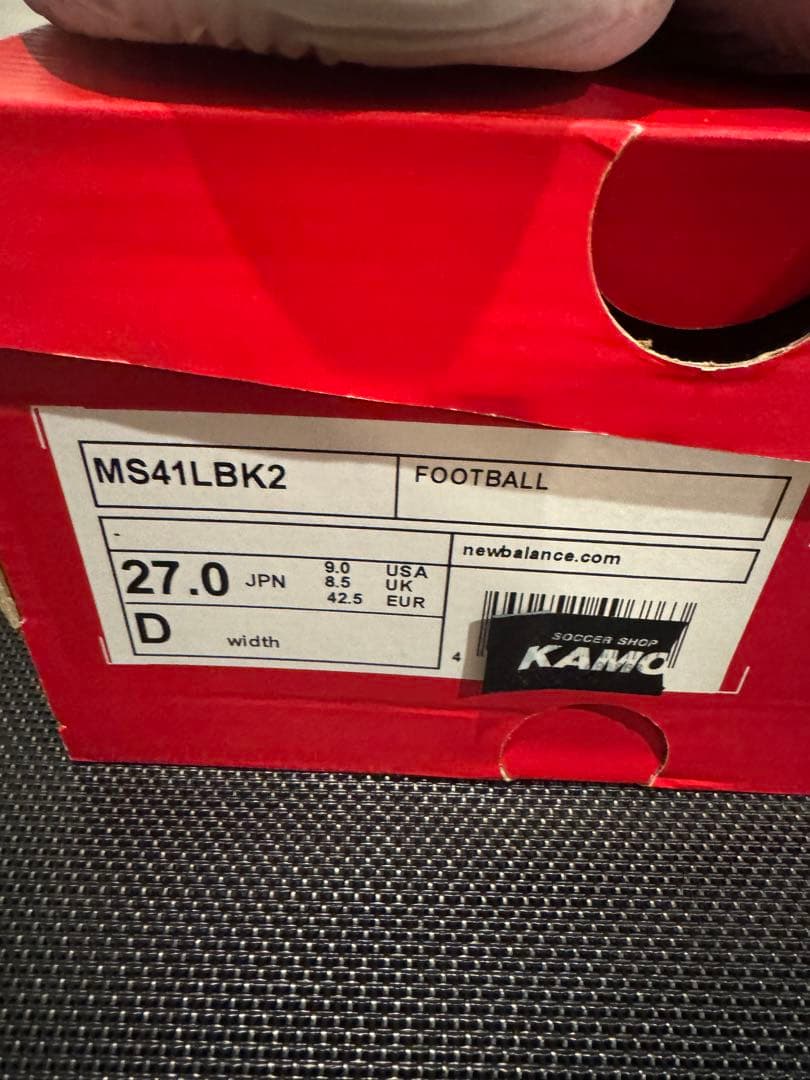 MS41LBK2
FOOTBALL
-
newbalance.com
27.0 JPN
9.0 USA
8.5 UK
42.5 EUR
D width
4
SOCCER SHOP
KAMO